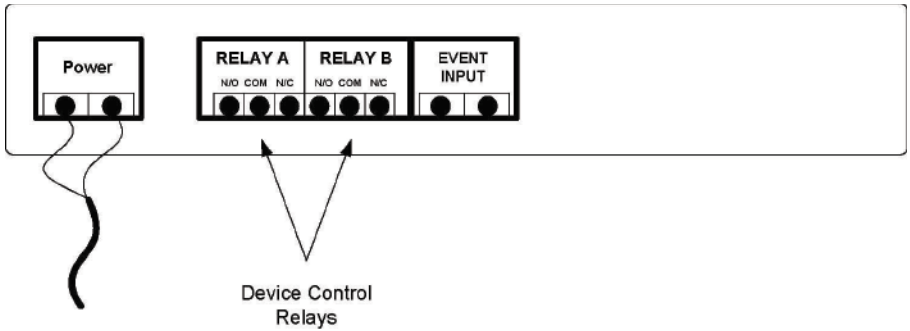 Power
RELAY A
N/O COM N/C
RELAY B
N/O COM N/C
EVENT
INPUT
Device Control
Relays